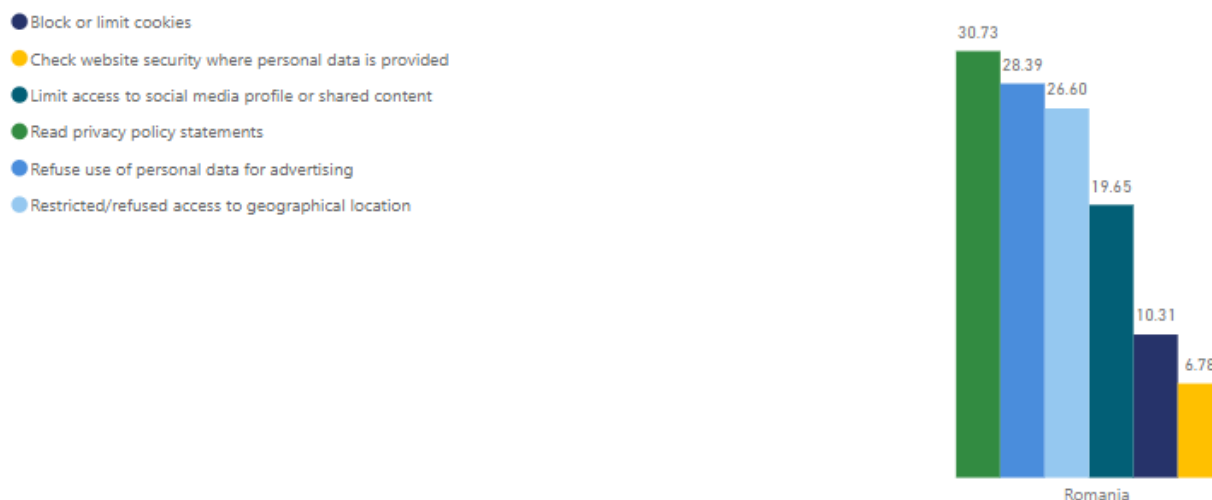 Block or limit cookies
Check website security where personal data is provided
Limit access to social media profile or shared content
Read privacy policy statements
Refuse use of personal data for advertising
Restricted/refused access to geographical location
30.73
28.39
26.60
19.65
10.31
6.78
Romania